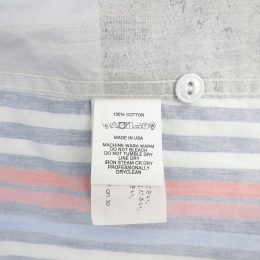 100% COTTON
MADE IN USA
MACHINE WASH WARM
DO NOT BLEACH
DO NOT TUMBLE DRY
LINE DRY
IRON STEAM OR DRY
PROFESSIONALLY
DRYCLEAN